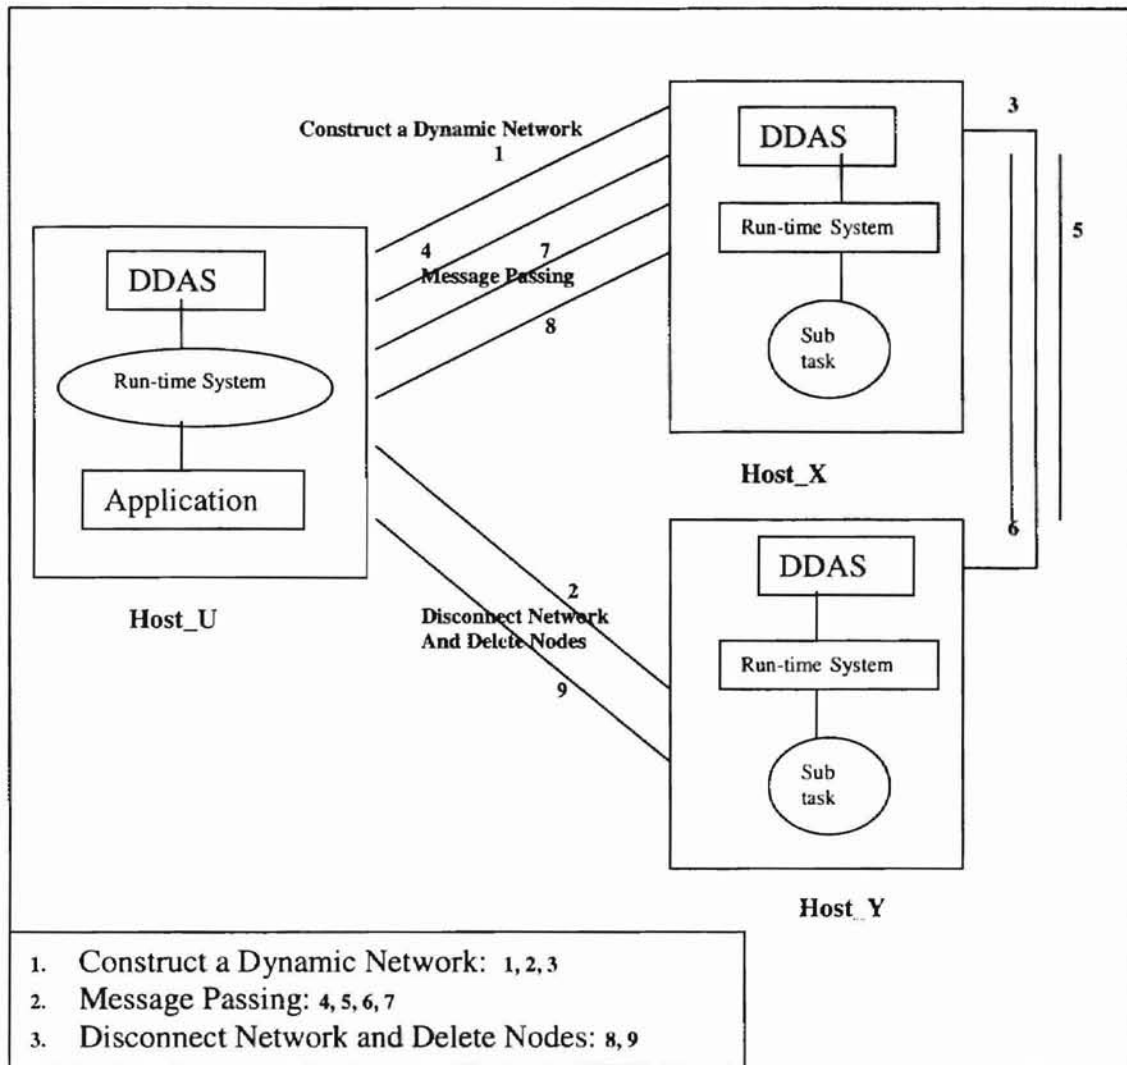 Construct a Dynamic Network
1
4
7
Message Passing
8
DDAS
Run-time System
Application
Host_U
DDAS
Run-time System
Sub
task
Host_X
3
5
6
2
Disconnect Network
And Delete Nodes
9
DDAS
Run-time System
Sub
task
Host_Y
1. Construct a Dynamic Network: 1, 2, 3
2. Message Passing: 4, 5, 6, 7
3. Disconnect Network and Delete Nodes: 8, 9